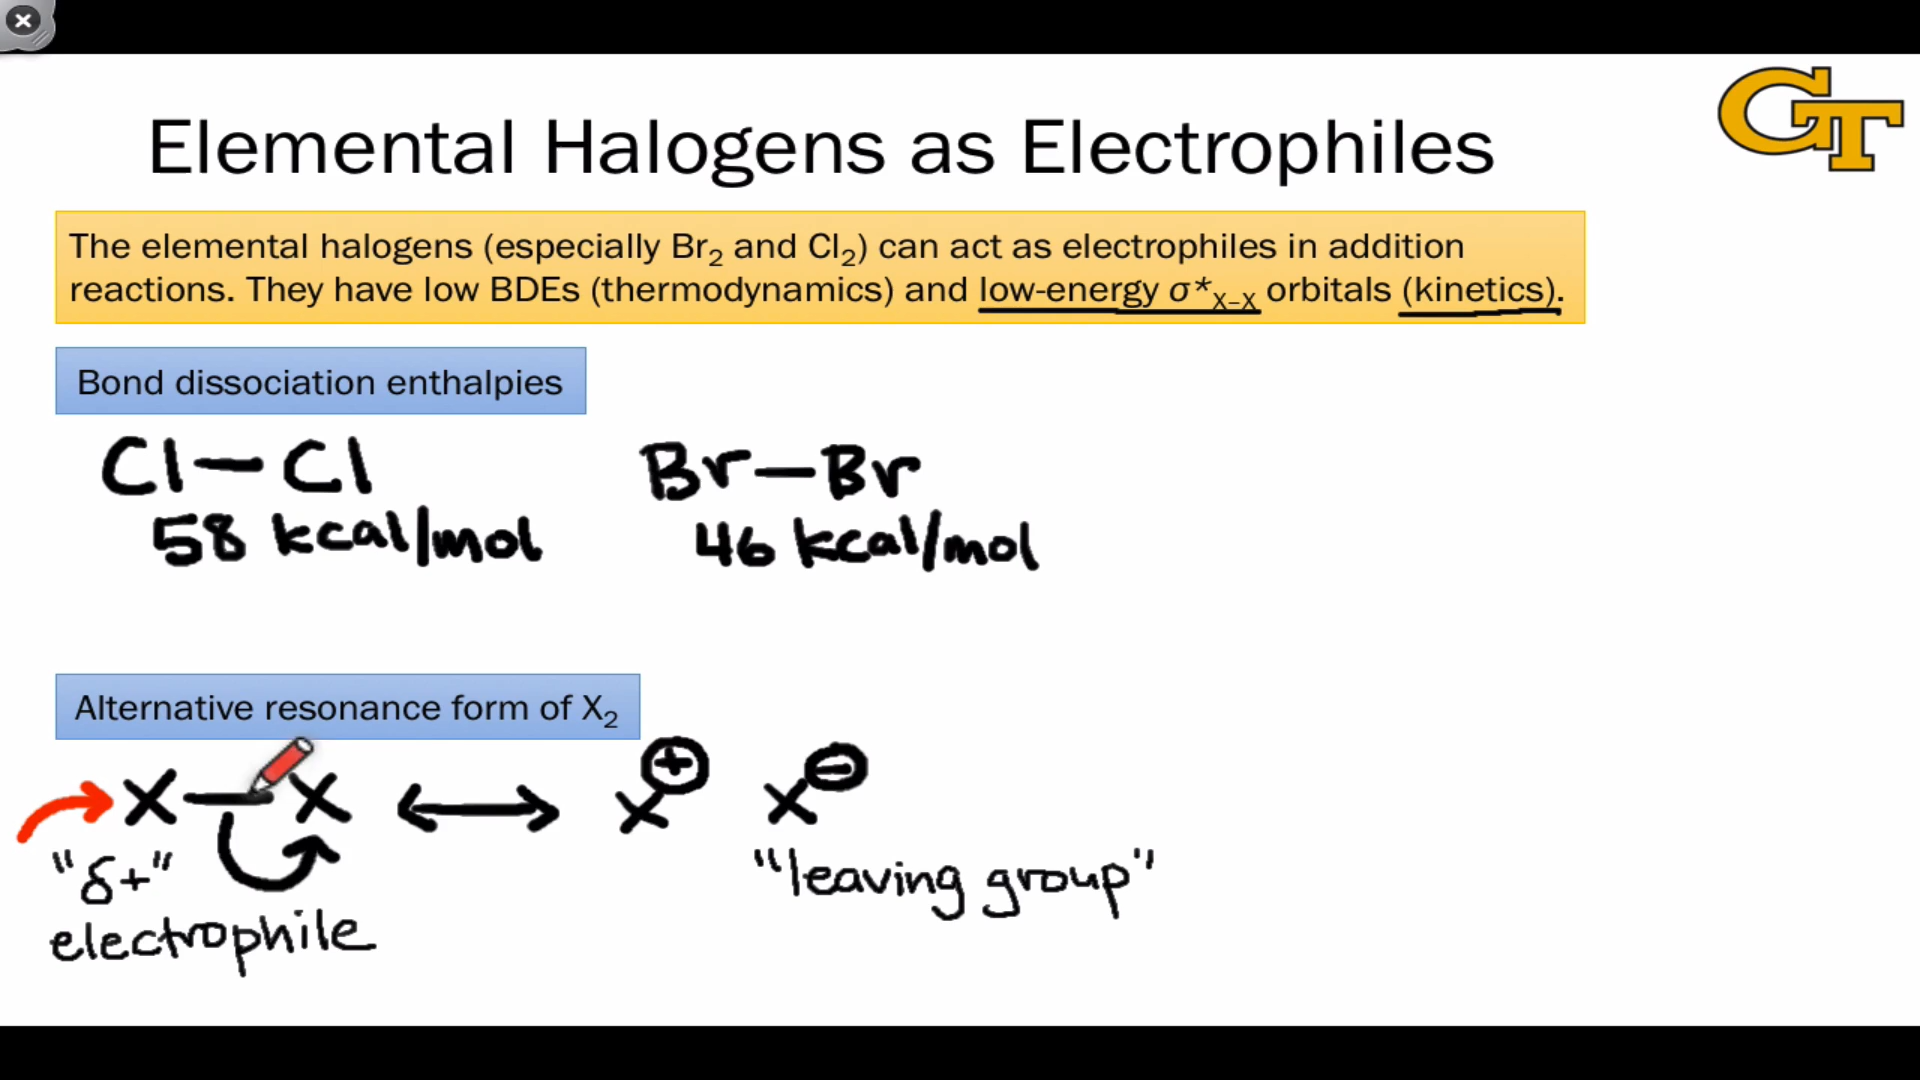 GT
Elemental Halogens as Electrophiles
The elemental halogens (especially Br₂ and Cl₂) can act as electrophiles in addition
reactions. They have low BDEs (thermodynamics) and low-energy σ*X–X orbitals (kinetics).
Bond dissociation enthalpies
Cl—Cl Br—Br
58 kcal/mol 46 kcal/mol
Alternative resonance form of X₂
X—X ⟷ X⊕ X⊖
"δ+" "leaving group"
electrophile